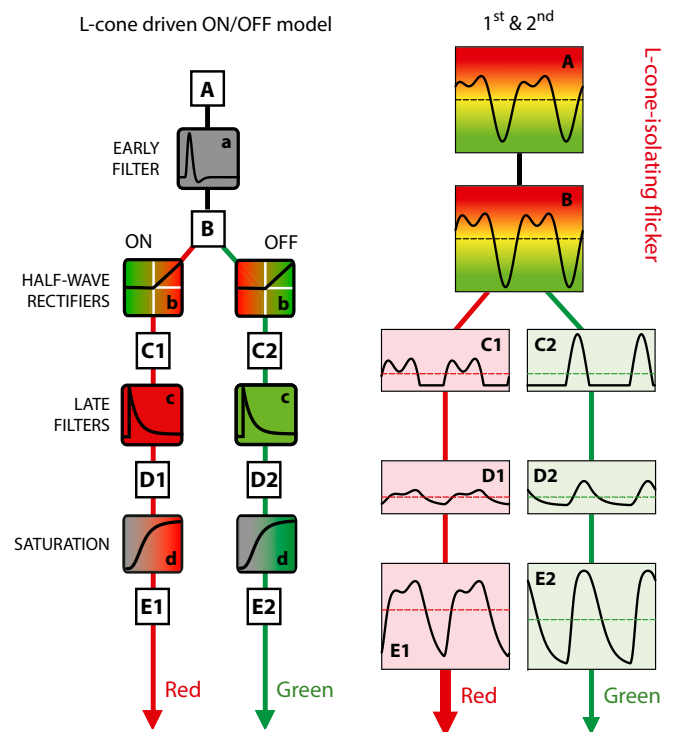 L-cone driven ON/OFF model
A
EARLY
FILTER
a
B
ON
OFF
HALF-WAVE
RECTIFIERS
b
b
C1
C2
LATE
FILTERS
c
c
D1
D2
SATURATION
d
d
E1
E2
Red
Green
1st & 2nd
A
B
C1
C2
D1
D2
E1
E2
Red
Green
L-cone-isolating flicker